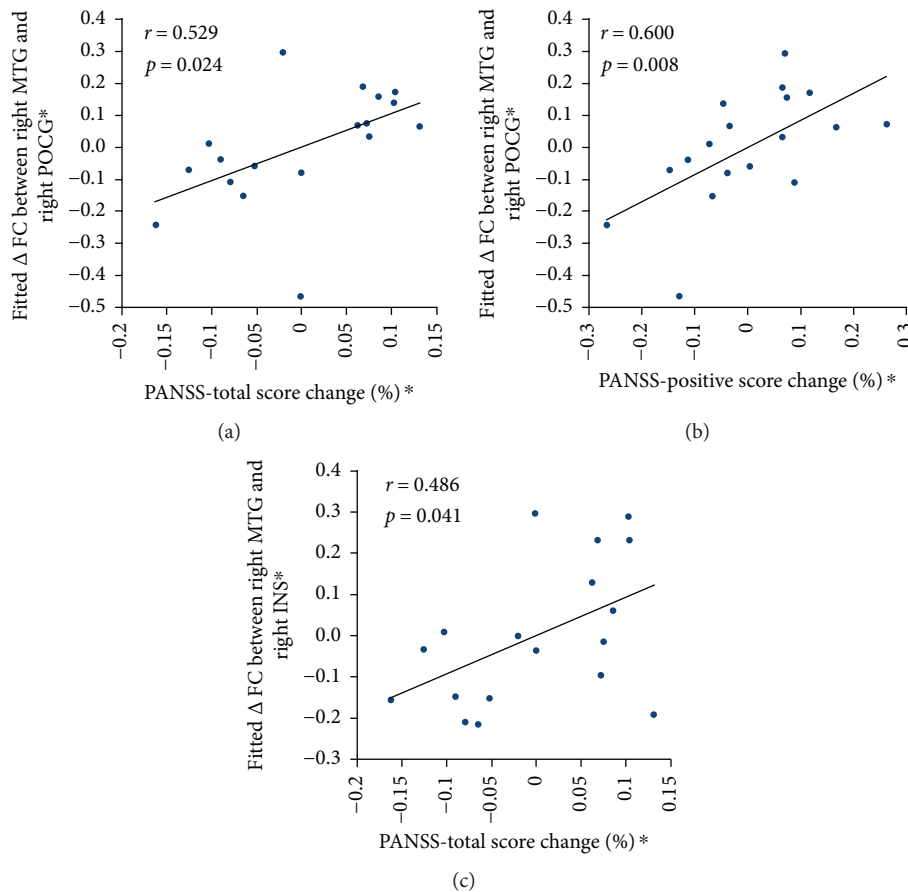 Fitted Δ FC between right MTG and
right POCG*
0.4
0.3
0.2
0.1
0.0
−0.1
−0.2
−0.3
−0.4
−0.5
r = 0.529
p = 0.024
−0.2
−0.15
−0.1
−0.05
0
0.05
0.1
0.15
PANSS-total score change (%) *
(a)
Fitted Δ FC between right MTG and
right POCG*
0.4
0.3
0.2
0.1
0.0
−0.1
−0.2
−0.3
−0.4
−0.5
r = 0.600
p = 0.008
−0.3
−0.2
−0.1
0
0.1
0.2
0.3
PANSS-positive score change (%) *
(b)
Fitted Δ FC between right MTG and
right INS*
0.4
0.3
0.2
0.1
0.0
−0.1
−0.2
−0.3
r = 0.486
p = 0.041
−0.2
−0.15
−0.1
−0.05
0
0.05
0.1
0.15
PANSS-total score change (%) *
(c)